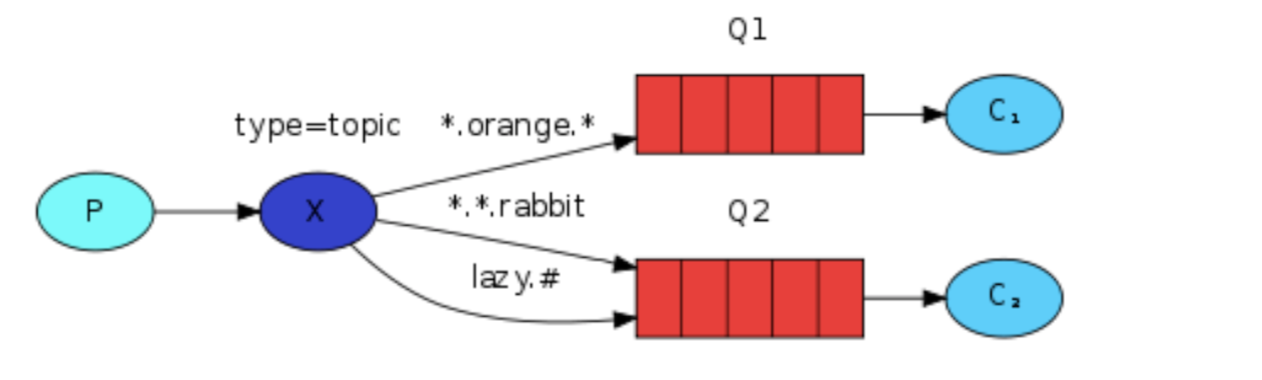 Q1
C₁
type=topic
*.orange.*
P
X
*.*.rabbit
Q2
lazy.#
C₂